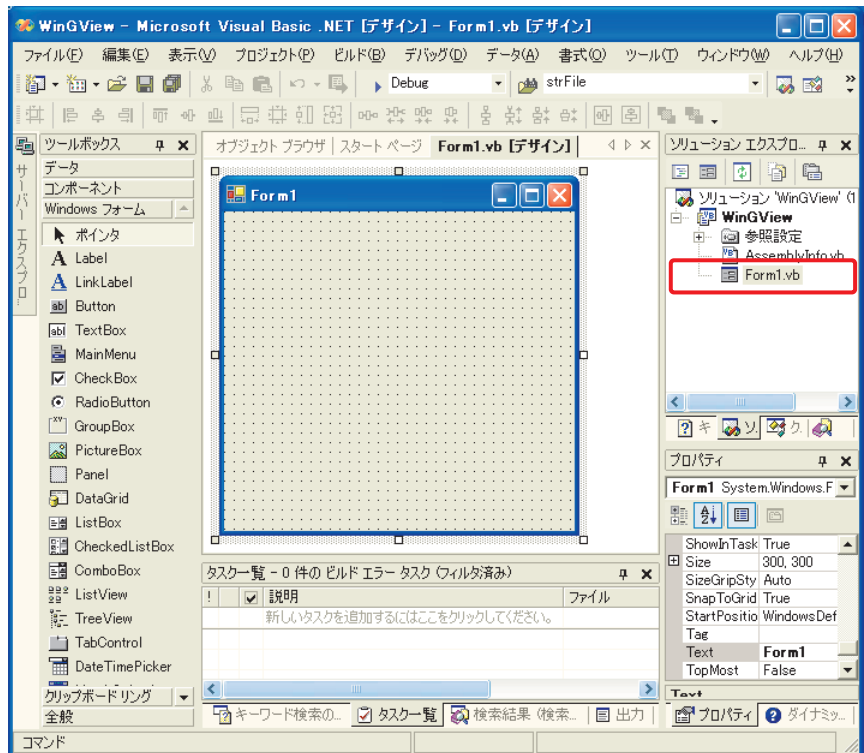 WinGView - Microsoft Visual Basic .NET [デザイン] - Form1.vb [デザイン]
ファイル(F) 編集(E) 表示(V) プロジェクト(P) ビルド(B) デバッグ(D) データ(A) 書式(O) ツール(T) ウィンドウ(W) ヘルプ(H)
Debug
strFile
サーバー エクスプロ...
ツールボックス
データ
コンポーネント
Windows フォーム
ポインタ
Label
LinkLabel
Button
TextBox
MainMenu
CheckBox
RadioButton
GroupBox
PictureBox
Panel
DataGrid
ListBox
CheckedListBox
ComboBox
ListView
TreeView
TabControl
DateTimePicker
クリップボード リング
全般
オブジェクト ブラウザ スタート ページ Form1.vb [デザイン]
Form1
タスク一覧 - 0 件の ビルド エラー タスク (フィルタ済み)
! 説明 ファイル
新しいタスクを追加するにはここをクリックしてください。
キーワード検索の... タスク一覧 検索結果 (検索... 出力
ソリューション エクスプロ...
ソリューション 'WinGView' (1
WinGView
参照設定
AssemblyInfo.vb
Form1.vb
キ ソ. ク.
プロパティ
Form1 System.Windows.F
ShowInTask True
Size 300, 300
SizeGripSty Auto
SnapToGrid True
StartPositio WindowsDef
Tag
Text Form1
TopMost False
Text
プロパティ ダイナミッ...
コマンド